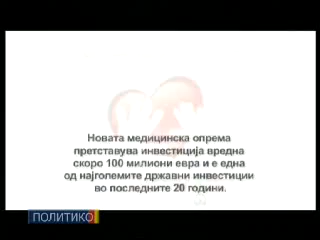 Новата медицинска опрема
претставува инвестиција вредна
скоро 100 милиони евра и е една
од најголемите државни инвестиции
во последните 20 години.
ПОЛИТИКО